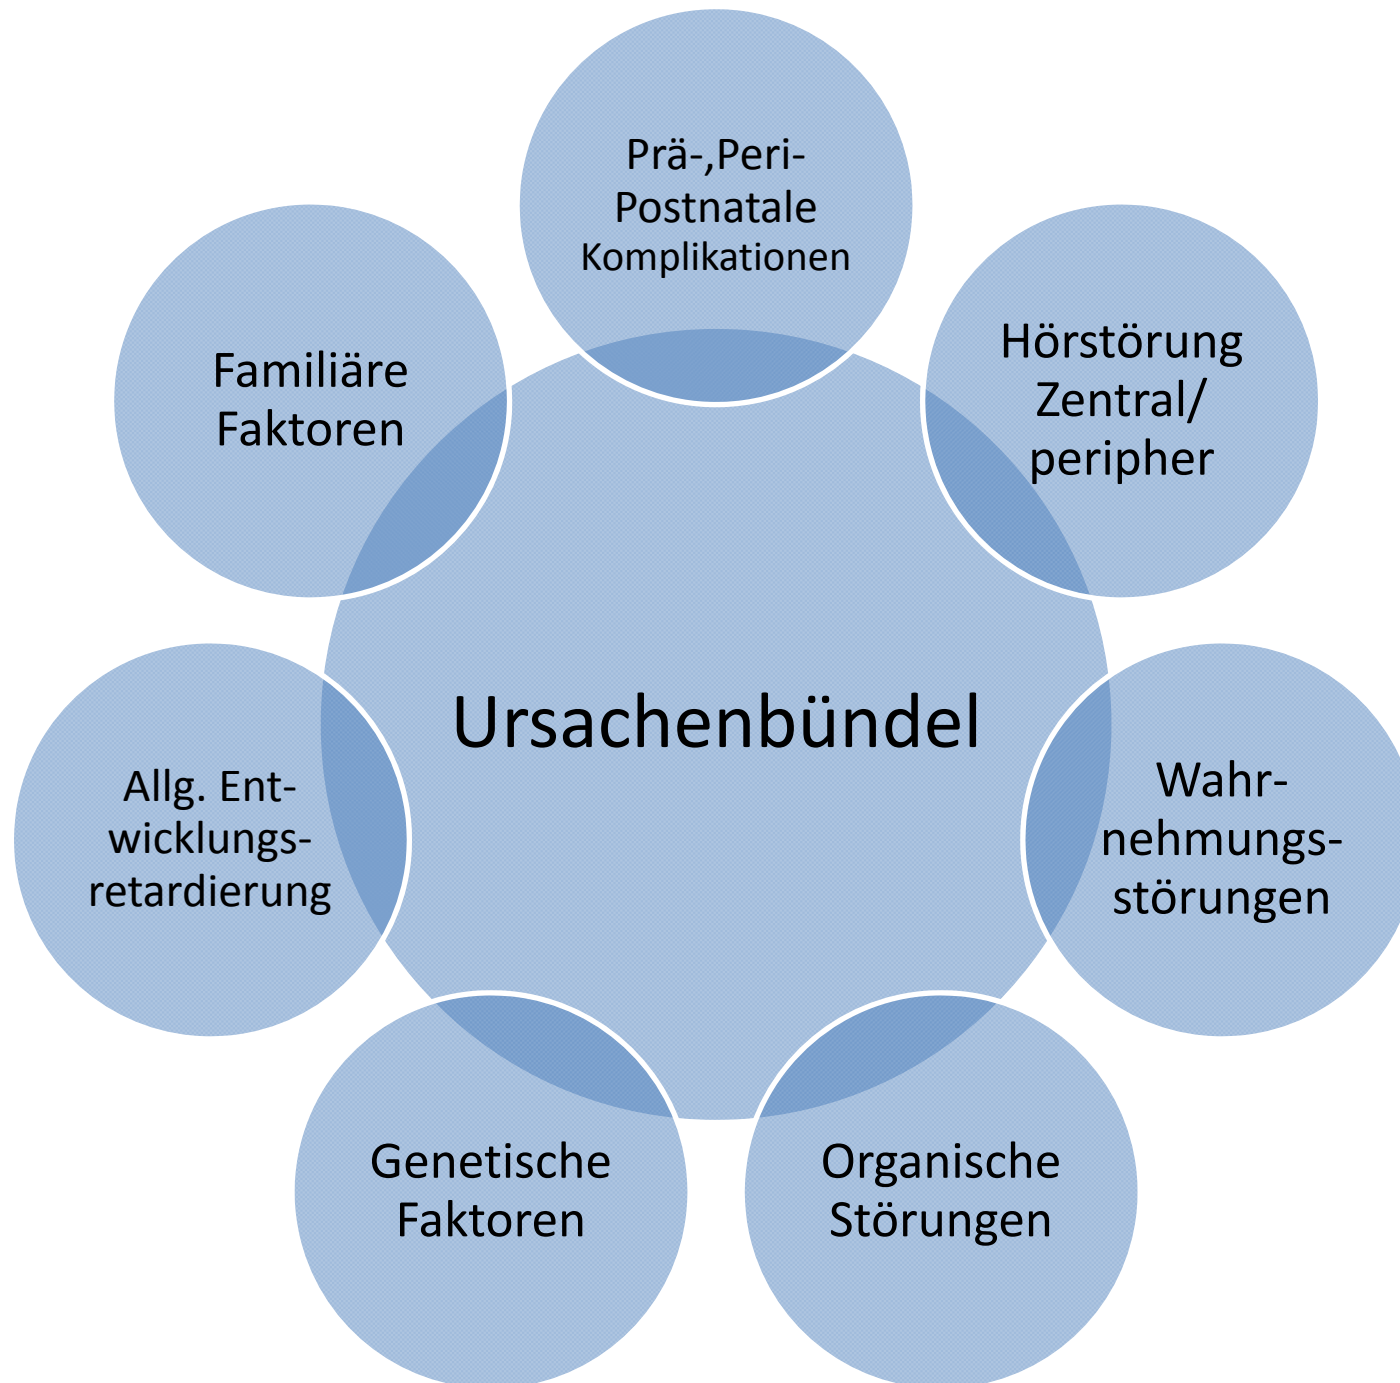 Prä-,Peri-
Postnatale
Komplikationen
Hörstörung
Zentral/
peripher
Wahr-
nehmungs-
störungen
Organische
Störungen
Genetische
Faktoren
Allg. Ent-
wicklungs-
retardierung
Familiäre
Faktoren
Ursachenbündel